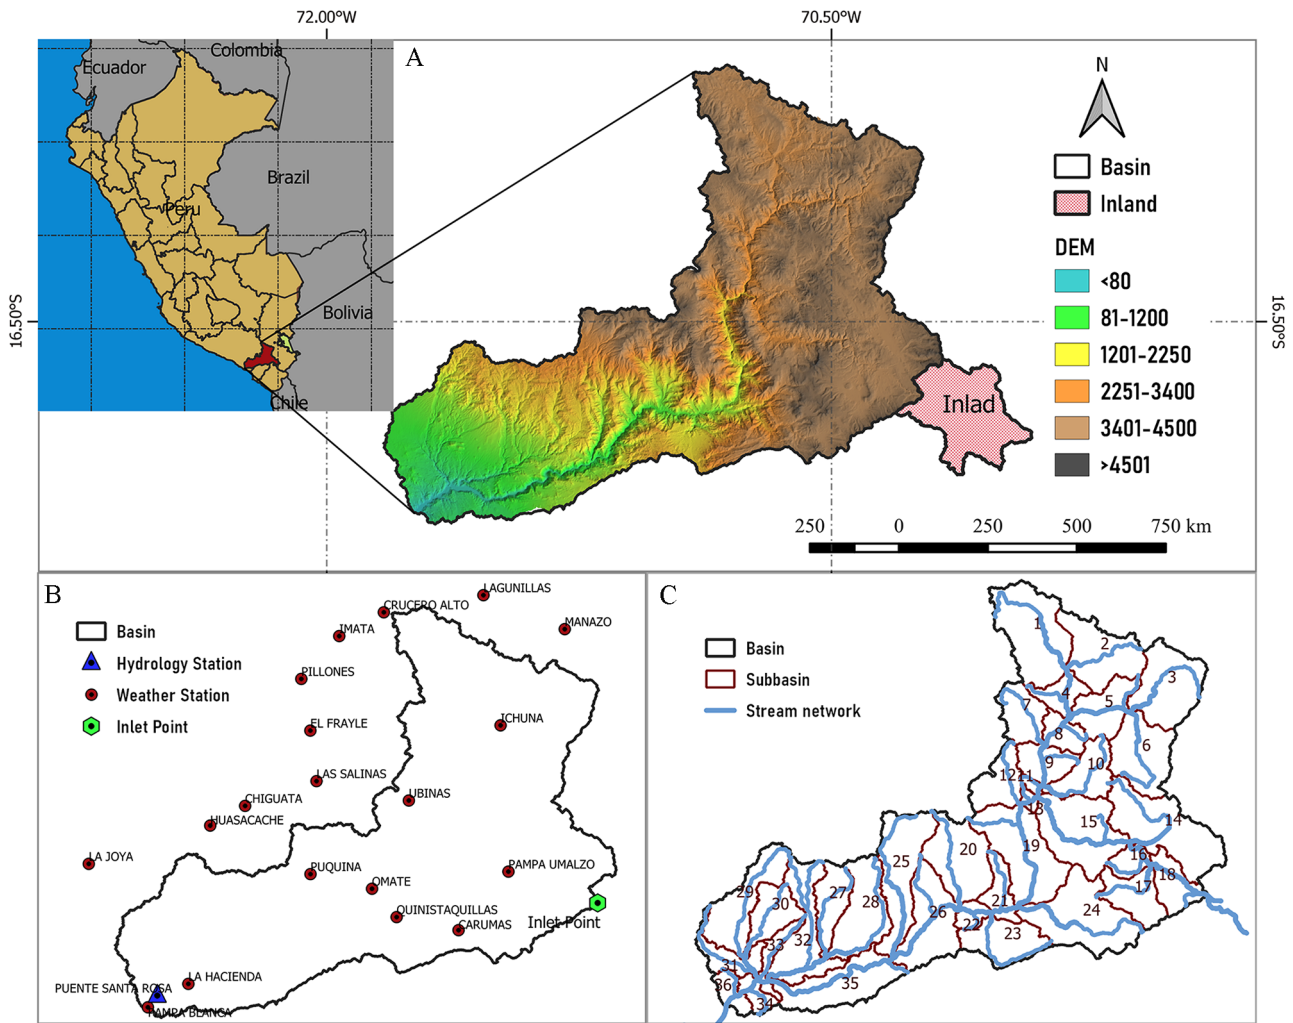 72.00°W
70.50°W
A
Colombia
Ecuador
Brazil
Peru
Bolivia
Chile
16.50°S
16.50°S
N
Basin
Inland
DEM
<80
81-1200
1201-2250
2251-3400
3401-4500
>4501
Inlad
250 0 250 500 750 km
B
Basin
Hydrology Station
Weather Station
Inlet Point
LAGUNILLAS
CRUCERO ALTO
MANAZO
IMATA
PILLONES
ICHUNA
EL FRAYLE
LAS SALINAS
UBINAS
CHIGUATA
HUASACACHE
LA JOYA
PUQUINA
PAMPA UMALZO
OMATE
QUINISTAQUILLAS
CARUMAS
Inlet Point
LA HACIENDA
PUENTE SANTA ROSA
PAMPA BLANCA
C
Basin
Subbasin
Stream network
1
2
3
4
5
7
8
6
9
10
12
11
13
14
15
19
20
16
25
18
17
29
27
30
28
21
24
26
22
23
32
33
31
35
36
34